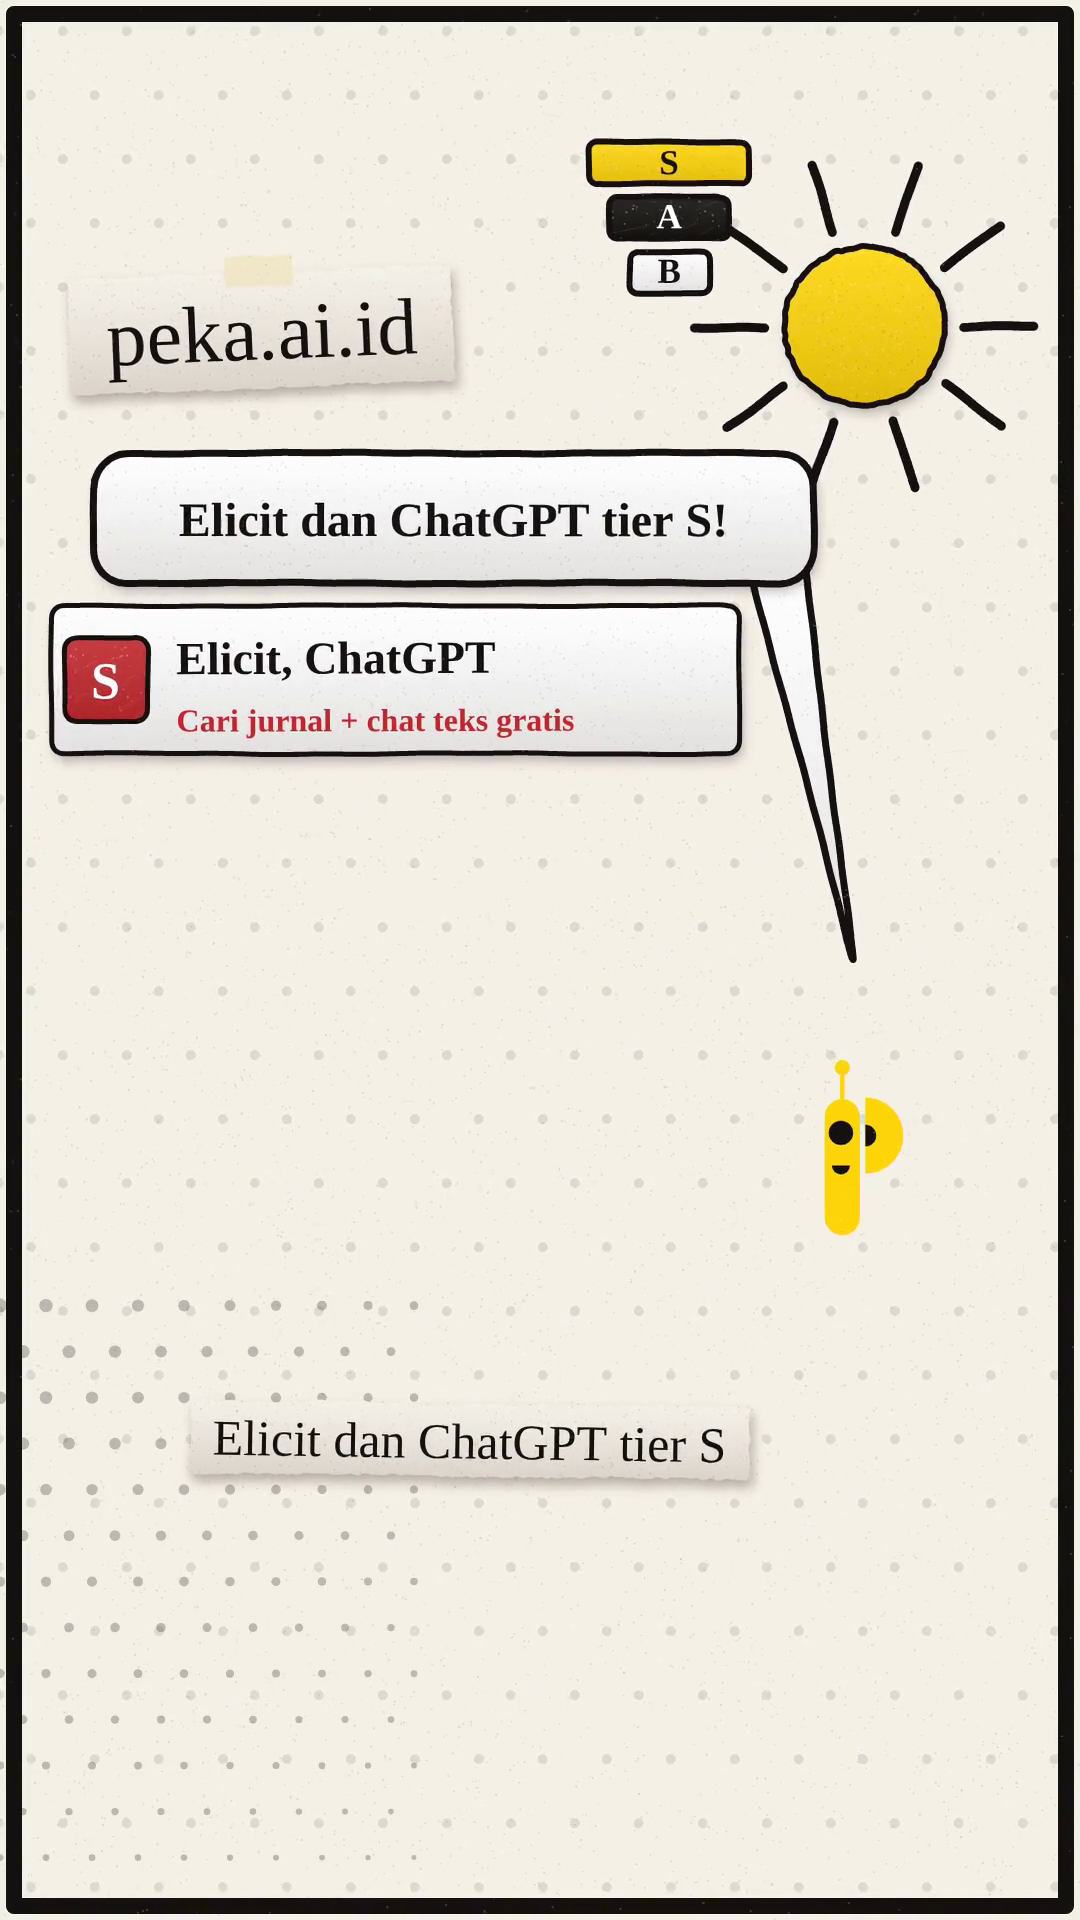 S
A
B
peka.ai.id
Elicit dan ChatGPT tier S!
S
Elicit, ChatGPT
Cari jurnal + chat teks gratis
Elicit dan ChatGPT tier S